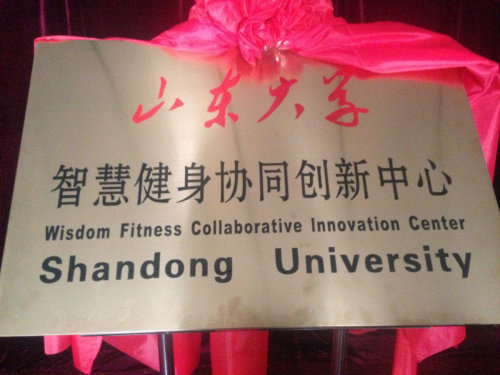 山东大学
智慧健身协同创新中心
Wisdom Fitness Collaborative Innovation Center
Shandong University